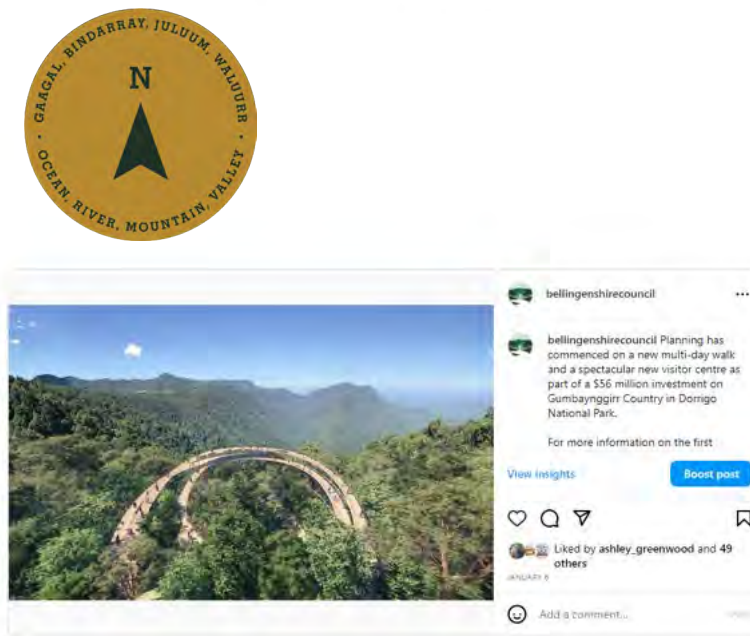 GAAGAL, BINDARRAY, JULUUM, WALUURR
N
OCEAN, RIVER, MOUNTAIN, VALLEY
bellingenshirecouncil
bellingenshirecouncil Planning has
commenced on a new multi-day walk
and a spectacular new visitor centre as
part of a $56 million investment on
Gumbaynggirr Country in Dorrigo
National Park.
For more information on the first
View insights
Boost post
Liked by ashley_greenwood and 49
others
JANUARY 6
Add a comment...